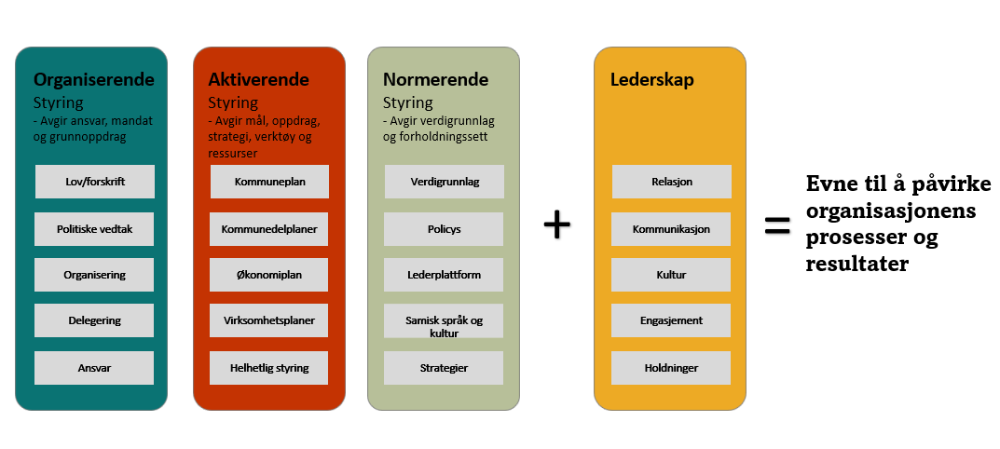 Organiserende
Styring
- Avgir ansvar, mandat
og grunnoppdrag
Lov/forskrift
Politiske vedtak
Organisering
Delegering
Ansvar
Aktiverende
Styring
- Avgir mål, oppdrag,
strategi, verktøy og
ressurser
Kommuneplan
Kommunedelplaner
Økonomiplan
Virksomhetsplaner
Helhetlig styring
Normerende
Styring
- Avgir verdigrunnlag
og forholdningssett
Verdigrunnlag
Policys
Lederplattform
Samisk språk og
kultur
Strategier
+
Lederskap
Relasjon
Kommunikasjon
Kultur
Engasjement
Holdninger
=
Evne til å påvirke
organisasjonens
prosesser og
resultater